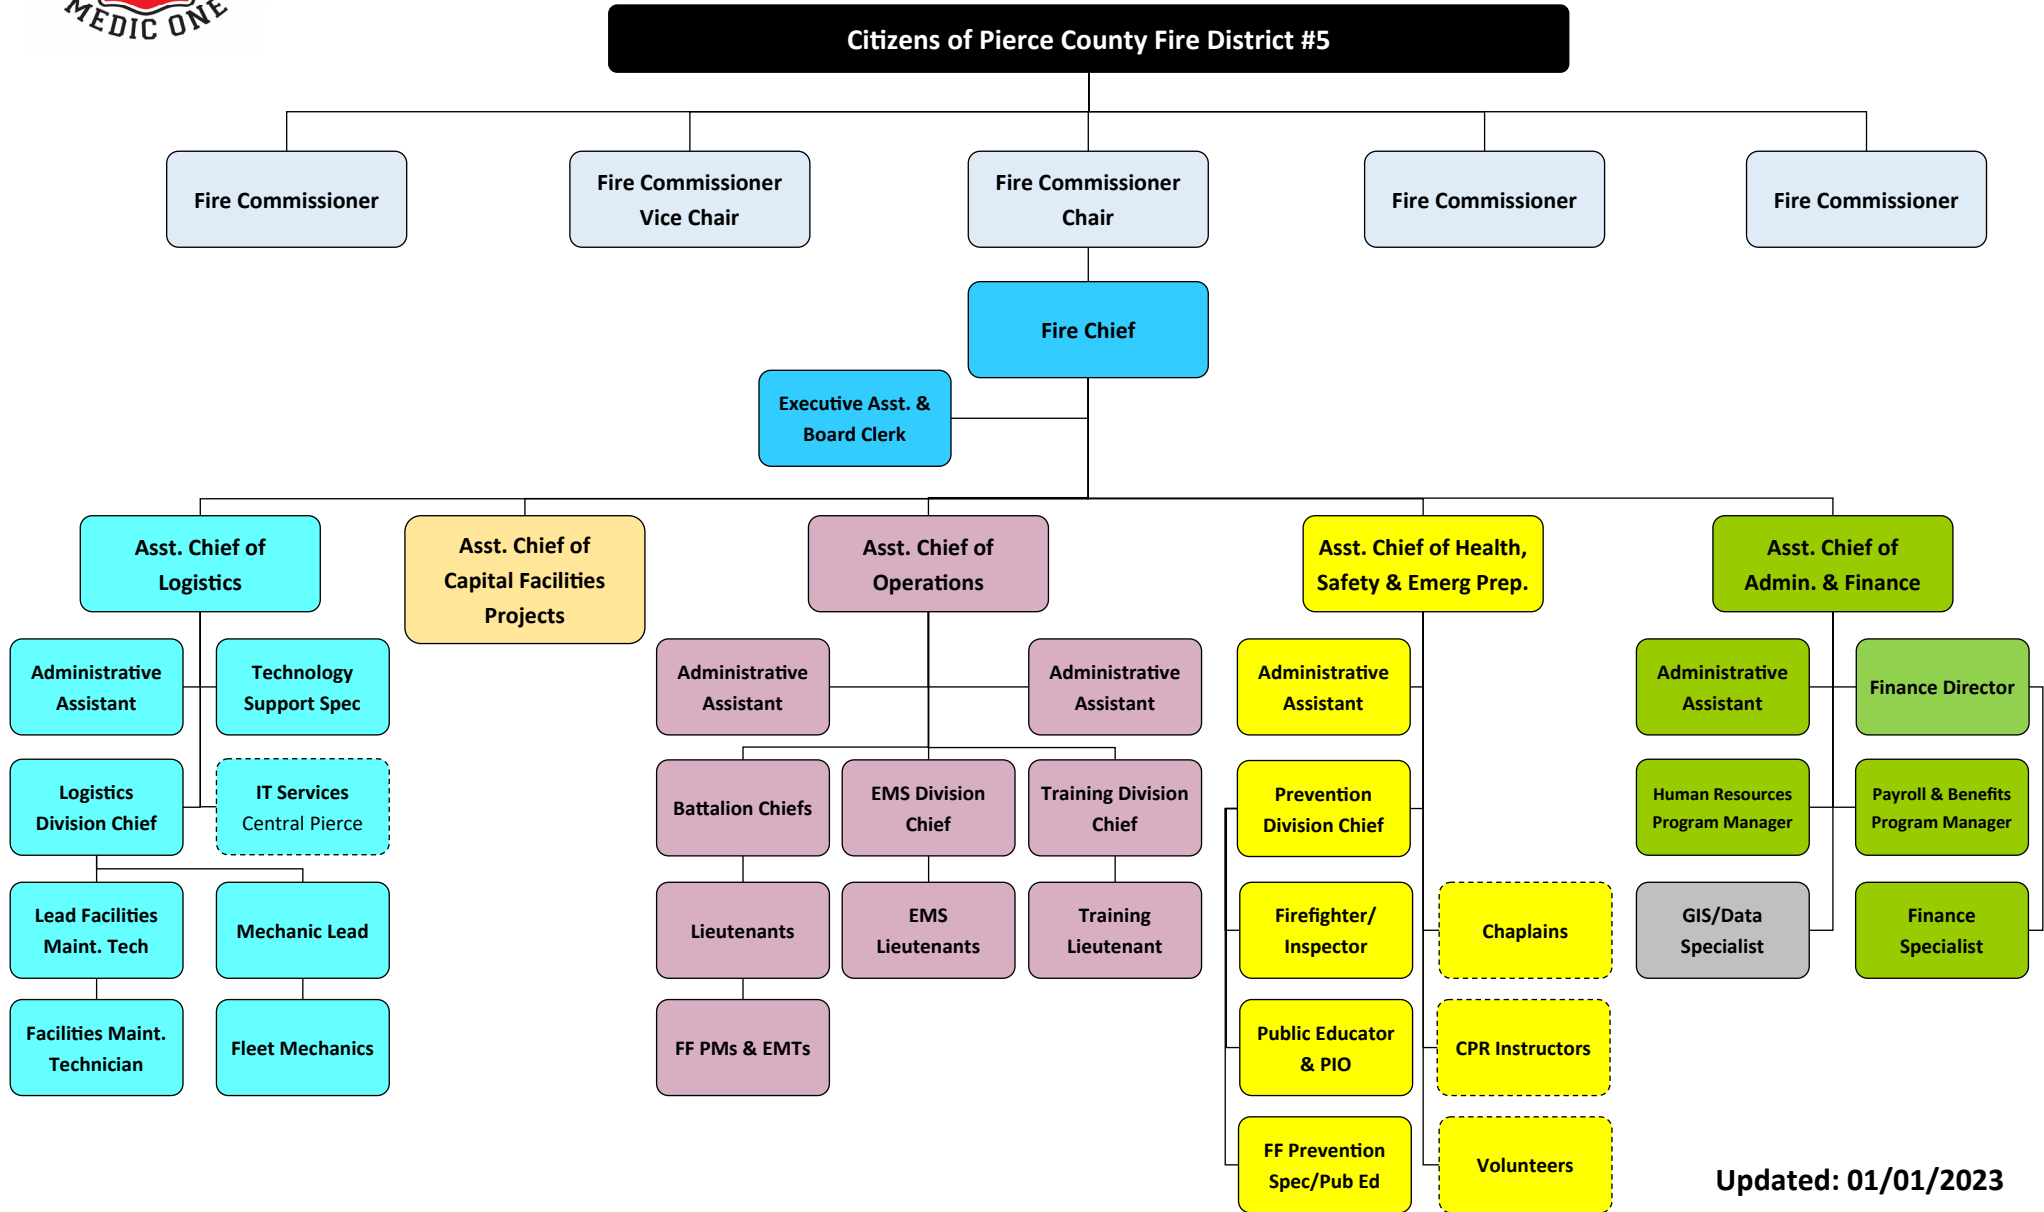 MEDIC ONE
Citizens of Pierce County Fire District #5
Fire Commissioner
Fire Commissioner
Vice Chair
Fire Commissioner
Chair
Fire Commissioner
Fire Commissioner
Fire Chief
Executive Asst. &
Board Clerk
Asst. Chief of
Logistics
Asst. Chief of
Capital Facilities
Projects
Asst. Chief of
Operations
Asst. Chief of Health,
Safety & Emerg Prep.
Asst. Chief of
Admin. & Finance
Administrative
Assistant
Technology
Support Spec
Administrative
Assistant
Administrative
Assistant
Administrative
Assistant
Administrative
Assistant
Finance Director
Logistics
Division Chief
IT Services
Central Pierce
Battalion Chiefs
EMS Division
Chief
Training Division
Chief
Prevention
Division Chief
Human Resources
Program Manager
Payroll & Benefits
Program Manager
Lead Facilities
Maint. Tech
Mechanic Lead
Lieutenants
EMS
Lieutenants
Training
Lieutenant
Firefighter/
Inspector
Chaplains
GIS/Data
Specialist
Finance
Specialist
Facilities Maint.
Technician
Fleet Mechanics
FF PMs & EMTs
Public Educator
& PIO
CPR Instructors
FF Prevention
Spec/Pub Ed
Volunteers
Updated: 01/01/2023